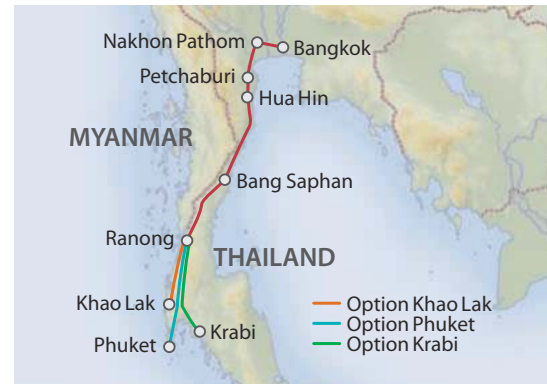 Nakhon Pathom
Bangkok
Petchaburi
Hua Hin
MYANMAR
Bang Saphan
Ranong
THAILAND
Khao Lak
Option Khao Lak
Option Phuket
Krabi
Option Krabi
Phuket